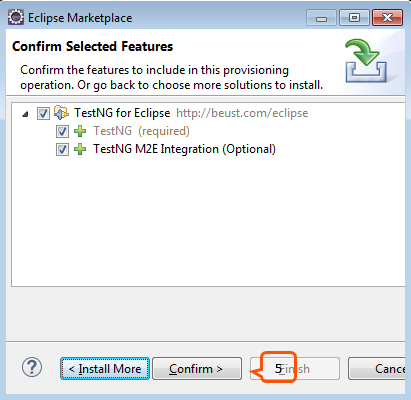 Eclipse Marketplace
Confirm Selected Features
Confirm the features to include in this provisioning
operation. Or go back to choose more solutions to install.
TestNG for Eclipse http://beust.com/eclipse
TestNG (required)
TestNG M2E Integration (Optional)
? < Install More Confirm > 5 inish Cance